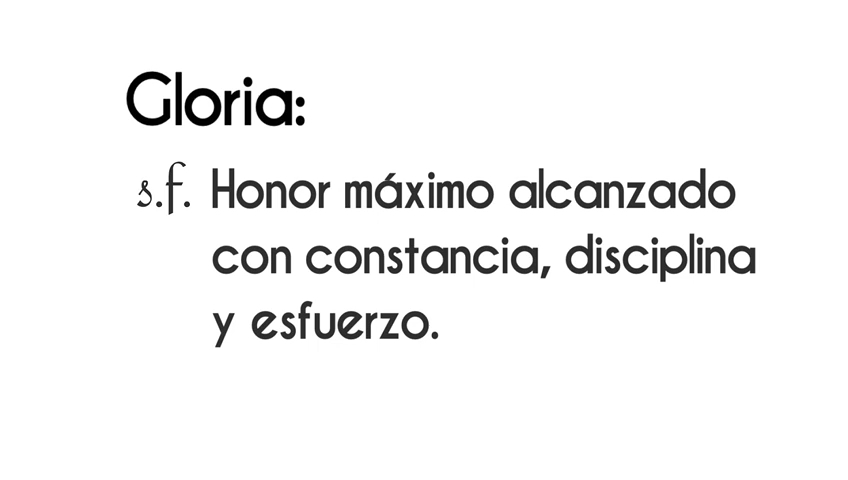 Gloria:
s.f. Honor máximo alcanzado
con constancia, disciplina
y esfuerzo.